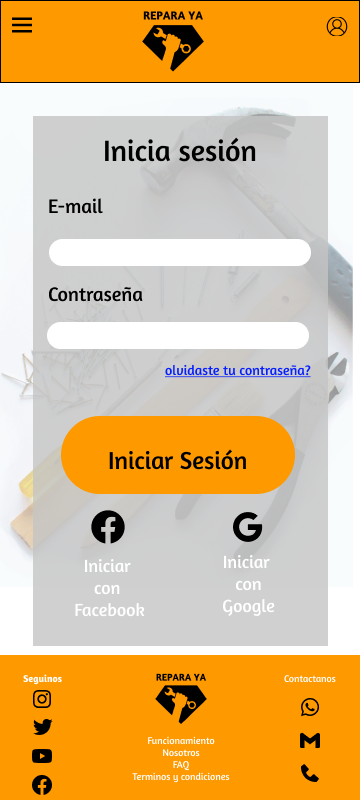 REPARA YA
Inicia sesión
E-mail
Contraseña
olvidaste tu contraseña?
Iniciar Sesión
Iniciar
con
Facebook
Iniciar
con
Google
Seguinos
REPARA YA
Contactanos
Funcionamiento
Nosotros
FAQ
Terminos y condiciones